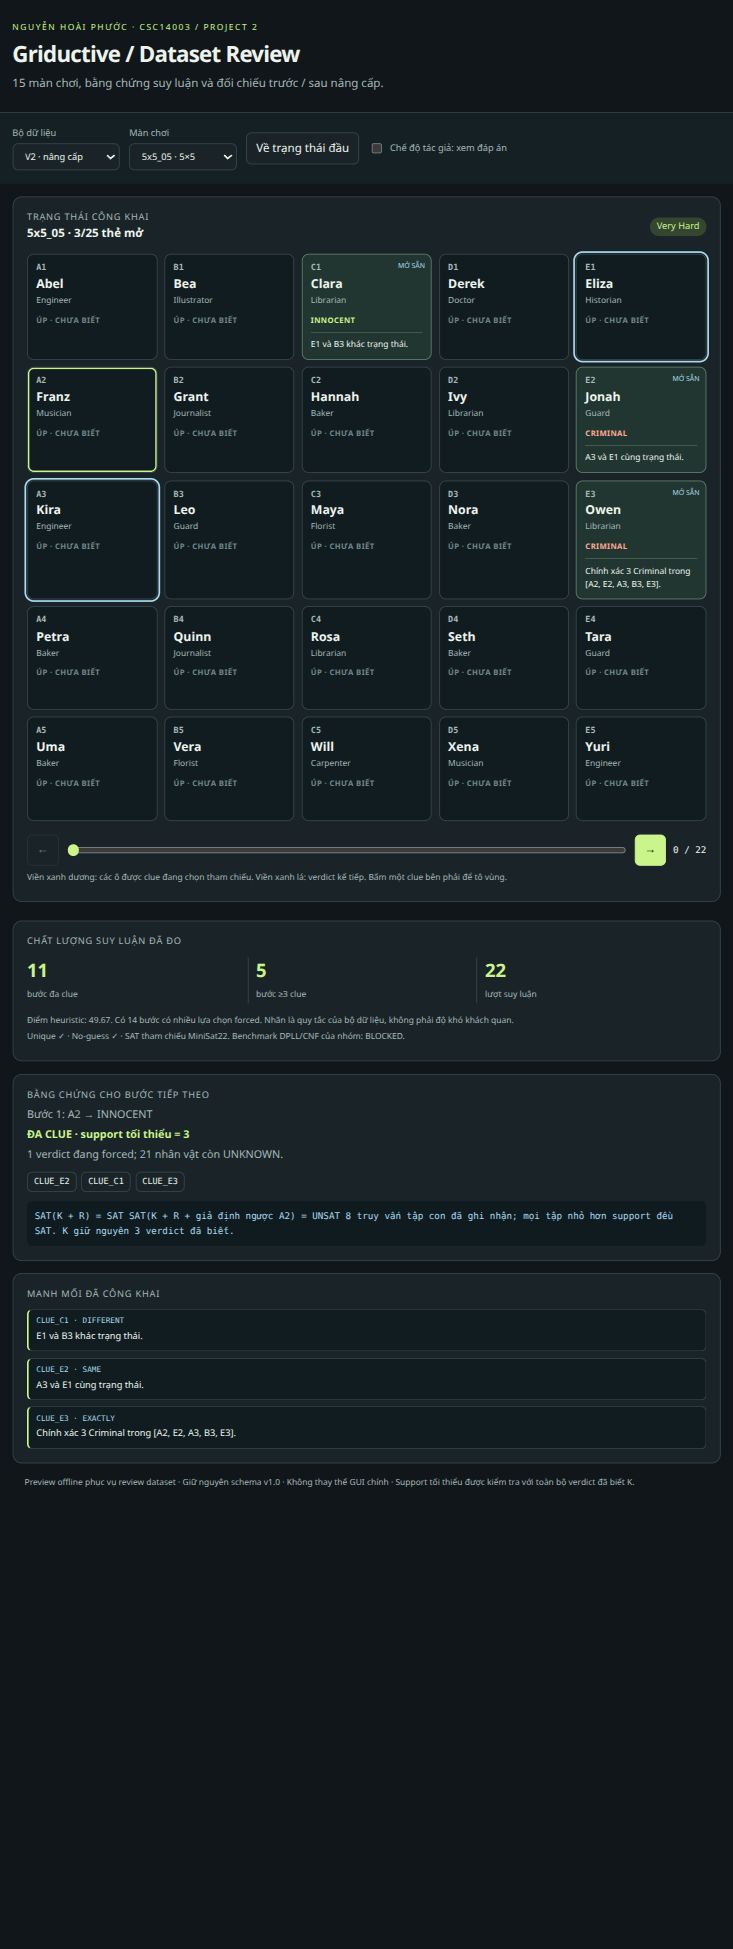 NGUYỄN HOÀI PHƯỚC · CSC14003 / PROJECT 2
Griductive / Dataset Review
15 màn chơi, bằng chứng suy luận và đối chiếu trước / sau nâng cấp.
Bộ dữ liệu
Màn chơi
V2 · nâng cấp
5x5_05 · 5×5
Về trạng thái đầu
Chế độ tác giả: xem đáp án
TRẠNG THÁI CÔNG KHAI
5x5_05 · 3/25 thẻ mở
Very Hard
A1
Abel
Engineer
ÚP · CHƯA BIẾT
B1
Bea
Illustrator
ÚP · CHƯA BIẾT
C1
MỞ SẴN
Clara
Librarian
INNOCENT
E1 và B3 khác trạng thái.
D1
Derek
Doctor
ÚP · CHƯA BIẾT
E1
Eliza
Historian
ÚP · CHƯA BIẾT
A2
Franz
Musician
ÚP · CHƯA BIẾT
B2
Grant
Journalist
ÚP · CHƯA BIẾT
C2
Hannah
Baker
ÚP · CHƯA BIẾT
D2
Ivy
Librarian
ÚP · CHƯA BIẾT
E2
MỞ SẴN
Jonah
Guard
CRIMINAL
A3 và E1 cùng trạng thái.
A3
Kira
Engineer
ÚP · CHƯA BIẾT
B3
Leo
Guard
ÚP · CHƯA BIẾT
C3
Maya
Florist
ÚP · CHƯA BIẾT
D3
Nora
Baker
ÚP · CHƯA BIẾT
E3
MỞ SẴN
Owen
Librarian
CRIMINAL
Chính xác 3 Criminal trong
[A2, E2, A3, B3, E3].
A4
Petra
Baker
ÚP · CHƯA BIẾT
B4
Quinn
Journalist
ÚP · CHƯA BIẾT
C4
Rosa
Librarian
ÚP · CHƯA BIẾT
D4
Seth
Baker
ÚP · CHƯA BIẾT
E4
Tara
Guard
ÚP · CHƯA BIẾT
A5
Uma
Baker
ÚP · CHƯA BIẾT
B5
Vera
Florist
ÚP · CHƯA BIẾT
C5
Will
Carpenter
ÚP · CHƯA BIẾT
D5
Xena
Musician
ÚP · CHƯA BIẾT
E5
Yuri
Engineer
ÚP · CHƯA BIẾT
←
→
0 / 22
Viền xanh dương: các ô được clue đang chọn tham chiếu. Viền xanh lá: verdict kế tiếp. Bấm một clue bên phải để tô vùng.
CHẤT LƯỢNG SUY LUẬN ĐÃ ĐO
11
bước đa clue
5
bước ≥3 clue
22
lượt suy luận
Điểm heuristic: 49.67. Có 14 bước có nhiều lựa chọn forced. Nhãn là quy tắc của bộ dữ liệu, không phải độ khó khách quan.
Unique ✓ · No-guess ✓ · SAT tham chiếu MiniSat22. Benchmark DPLL/CNF của nhóm: BLOCKED.
BẰNG CHỨNG CHO BƯỚC TIẾP THEO
Bước 1: A2 → INNOCENT
ĐA CLUE · support tối thiểu = 3
1 verdict đang forced; 21 nhân vật còn UNKNOWN.
CLUE_E2
CLUE_C1
CLUE_E3
SAT(K + R) = SAT SAT(K + R + giả định ngược A2) = UNSAT 8 truy vấn tập con đã ghi nhận; mọi tập nhỏ hơn support đều
SAT. K giữ nguyên 3 verdict đã biết.
MANH MỐI ĐÃ CÔNG KHAI
CLUE_C1 · DIFFERENT
E1 và B3 khác trạng thái.
CLUE_E2 · SAME
A3 và E1 cùng trạng thái.
CLUE_E3 · EXACTLY
Chính xác 3 Criminal trong [A2, E2, A3, B3, E3].
Preview offline phục vụ review dataset · Giữ nguyên schema v1.0 · Không thay thế GUI chính · Support tối thiểu được kiểm tra với toàn bộ verdict đã biết K.